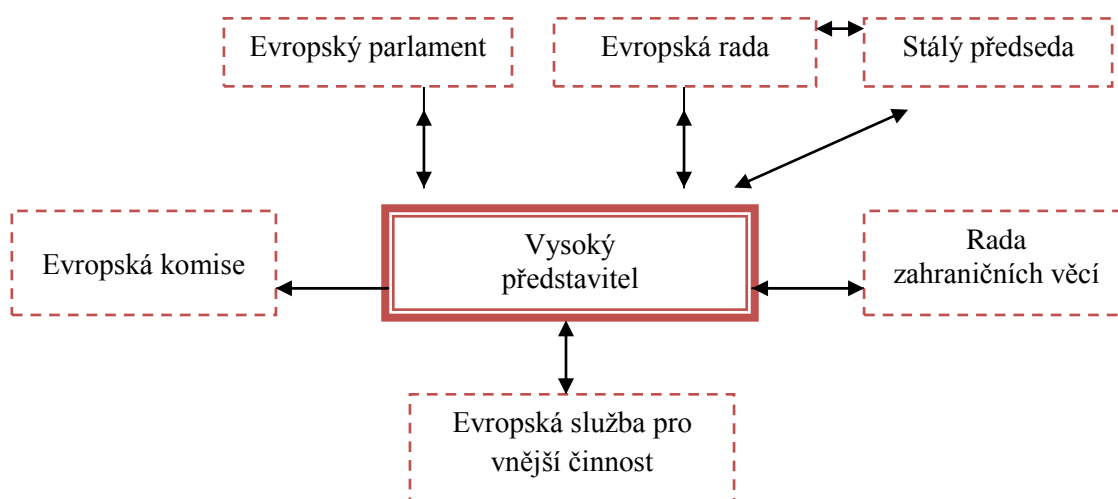 Evropský parlament
Evropská rada
Stálý předseda
Evropská komise
Vysoký
představitel
Rada
zahraničních věcí
Evropská služba pro
vnější činnost